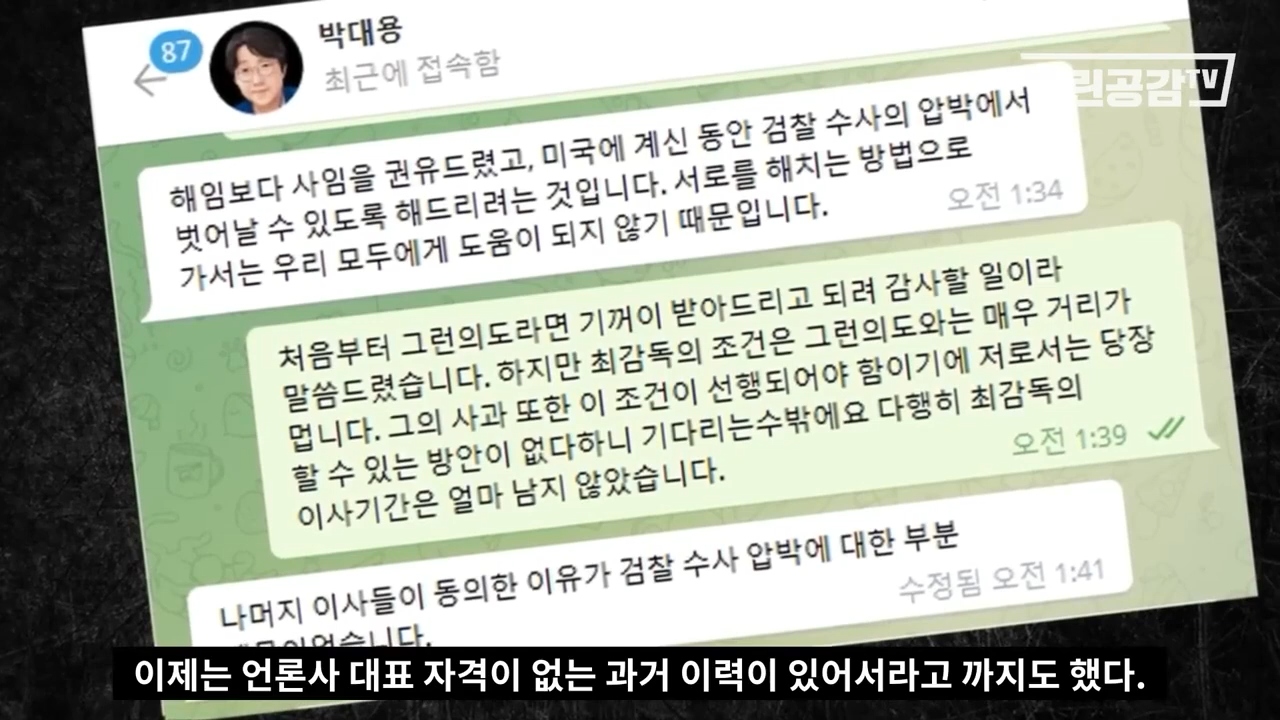 87
박대용
최근에 접속함
린공감TV
해임보다 사임을 권유드렸고, 미국에 계신 동안 검찰 수사의 압박에서
벗어날 수 있도록 해드리려는 것입니다. 서로를 해치는 방법으로
가서는 우리 모두에게 도움이 되지 않기 때문입니다.
오전 1:34
처음부터 그런의도라면 기꺼이 받아드리고 되려 감사할 일이라
말씀드렸습니다. 하지만 최감독의 조건은 그런의도와는 매우 거리가
멉니다. 그의 사과 또한 이 조건이 선행되어야 함이기에 저로서는 당장
할 수 있는 방안이 없다하니 기다리는수밖에요 다행히 최감독의
이사기간은 얼마 남지 않았습니다.
오전 1:39
나머지 이사들이 동의한 이유가 검찰 수사 압박에 대한 부분
수정됨 오전 1:41
이제는 언론사 대표 자격이 없는 과거 이력이 있어서라고 까지도 했다.